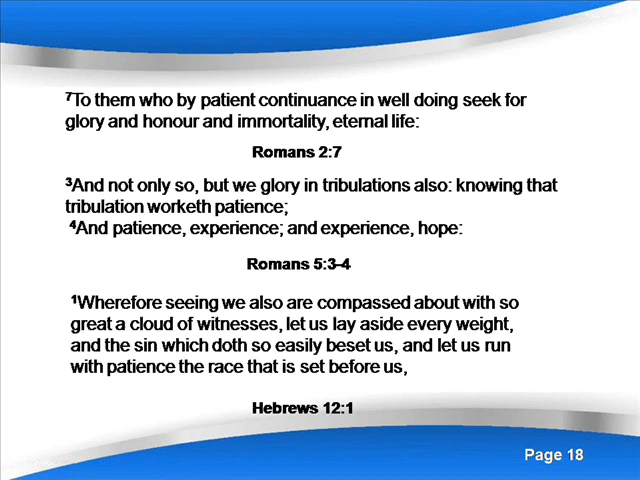 ⁷To them who by patient continuance in well doing seek for
glory and honour and immortality, eternal life:
Romans 2:7
³And not only so, but we glory in tribulations also: knowing that
tribulation worketh patience;
⁴And patience, experience; and experience, hope:
Romans 5:3-4
¹Wherefore seeing we also are compassed about with so
great a cloud of witnesses, let us lay aside every weight,
and the sin which doth so easily beset us, and let us run
with patience the race that is set before us,
Hebrews 12:1
Page 18